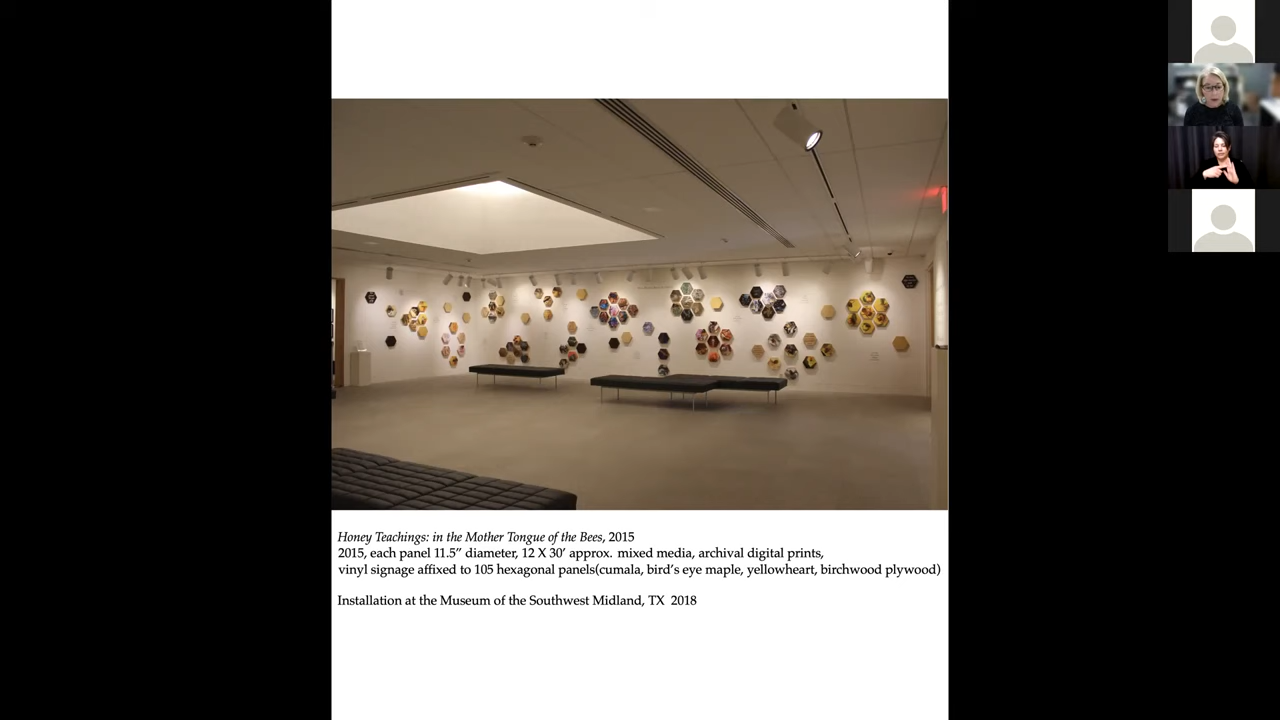 Honey Teachings: in the Mother Tongue of the Bees, 2015
2015, each panel 11.5” diameter, 12 X 30’ approx. mixed media, archival digital prints,
vinyl signage affixed to 105 hexagonal panels(cumala, bird’s eye maple, yellowheart, birchwood plywood)
Installation at the Museum of the Southwest Midland, TX 2018